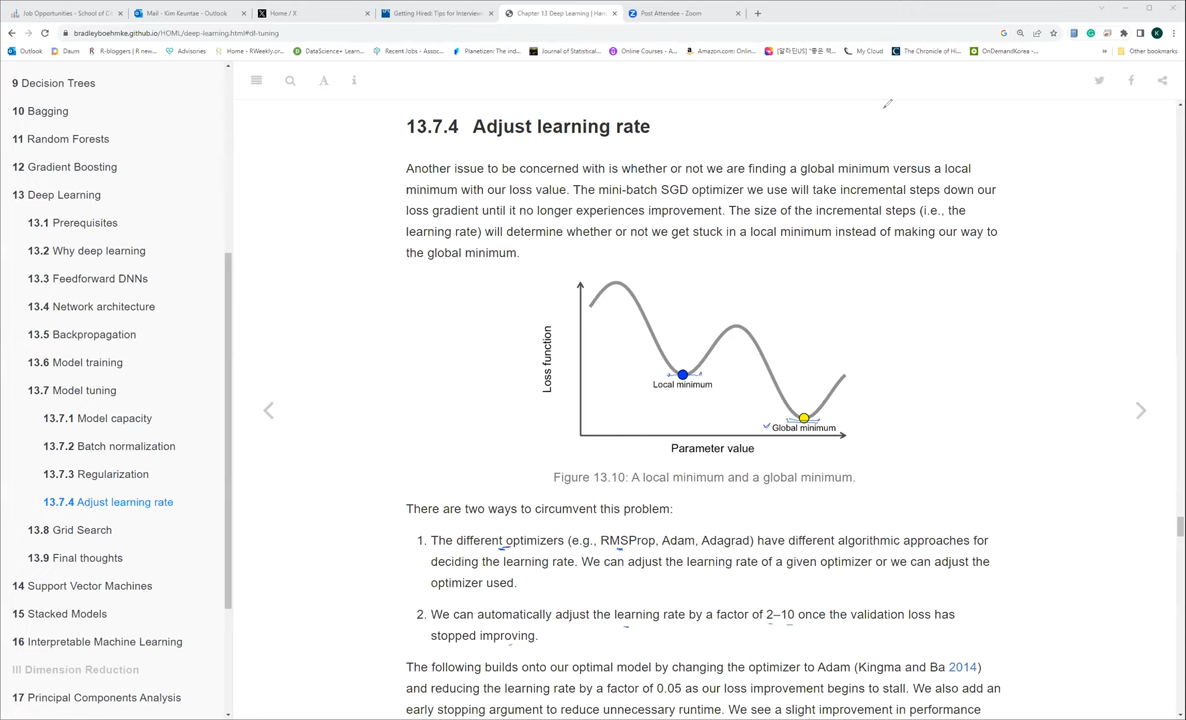 Job Opportunities - School of Ci
Mail - Kim Keuntae - Outlook
Home / X
Getting Hired: Tips for Interview
Chapter 13 Deep Learning | Han
Post Attendee - Zoom
bradleyboehmke.github.io/HOML/deep-learning.html#dl-tuning
Outlook
Daum
R-bloggers | R new...
Advisories
Home - RWeekly.or...
DataScience+ Learn...
Recent Jobs - Assoc...
Planetizen: The ind...
Journal of Statistical...
Online Courses - A...
Amazon.com: Onlin...
[알라딘US] "좋은 책...
My Cloud
The Chronicle of Hi...
OnDemandKorea -...
Other bookmarks
9 Decision Trees
10 Bagging
11 Random Forests
12 Gradient Boosting
13 Deep Learning
13.1 Prerequisites
13.2 Why deep learning
13.3 Feedforward DNNs
13.4 Network architecture
13.5 Backpropagation
13.6 Model training
13.7 Model tuning
13.7.1 Model capacity
13.7.2 Batch normalization
13.7.3 Regularization
13.7.4 Adjust learning rate
13.8 Grid Search
13.9 Final thoughts
14 Support Vector Machines
15 Stacked Models
16 Interpretable Machine Learning
III Dimension Reduction
17 Principal Components Analysis
13.7.4 Adjust learning rate
Another issue to be concerned with is whether or not we are finding a global minimum versus a local
minimum with our loss value. The mini-batch SGD optimizer we use will take incremental steps down our
loss gradient until it no longer experiences improvement. The size of the incremental steps (i.e., the
learning rate) will determine whether or not we get stuck in a local minimum instead of making our way to
the global minimum.
Loss function
Local minimum
Global minimum
Parameter value
Figure 13.10: A local minimum and a global minimum.
There are two ways to circumvent this problem:
1. The different optimizers (e.g., RMSProp, Adam, Adagrad) have different algorithmic approaches for
deciding the learning rate. We can adjust the learning rate of a given optimizer or we can adjust the
optimizer used.
2. We can automatically adjust the learning rate by a factor of 2–10 once the validation loss has
stopped improving.
The following builds onto our optimal model by changing the optimizer to Adam (Kingma and Ba 2014)
and reducing the learning rate by a factor of 0.05 as our loss improvement begins to stall. We also add an
early stopping argument to reduce unnecessary runtime. We see a slight improvement in performance